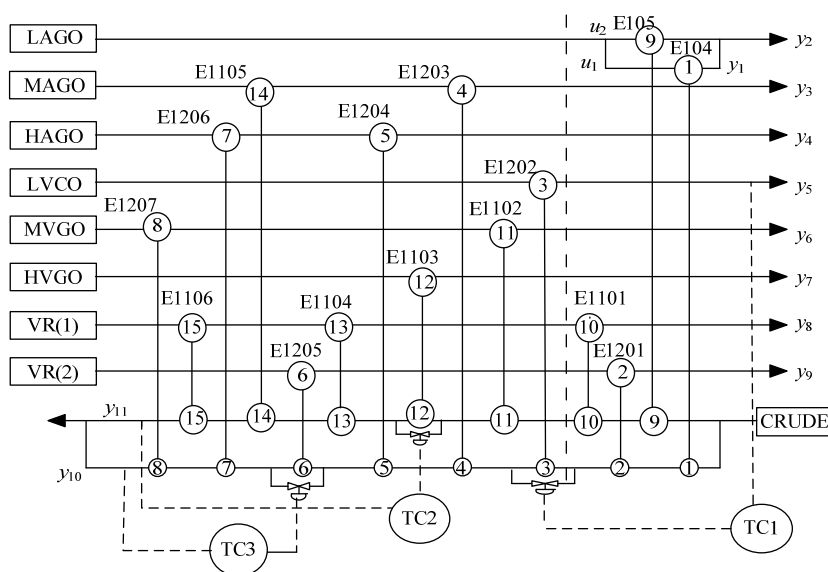 LAGO u₂ E105 9 y₂
E104
u₁ 1 y₁
MAGO E1105 14 E1203 4 y₃
HAGO E1206 7 E1204 5 y₄
LVCO E1202 3 y₅
MVGO E1207 8 E1102 11 y₆
HVGO E1103 12 y₇
VR(1) E1106 15 E1104 13 E1101 10 y₈
VR(2) E1205 6 E1201 2 y₉
y₁₁ 15 14 13 12 11 10 9 CRUDE
y₁₀ 8 7 6 5 4 3 2 1
TC3 TC2 TC1